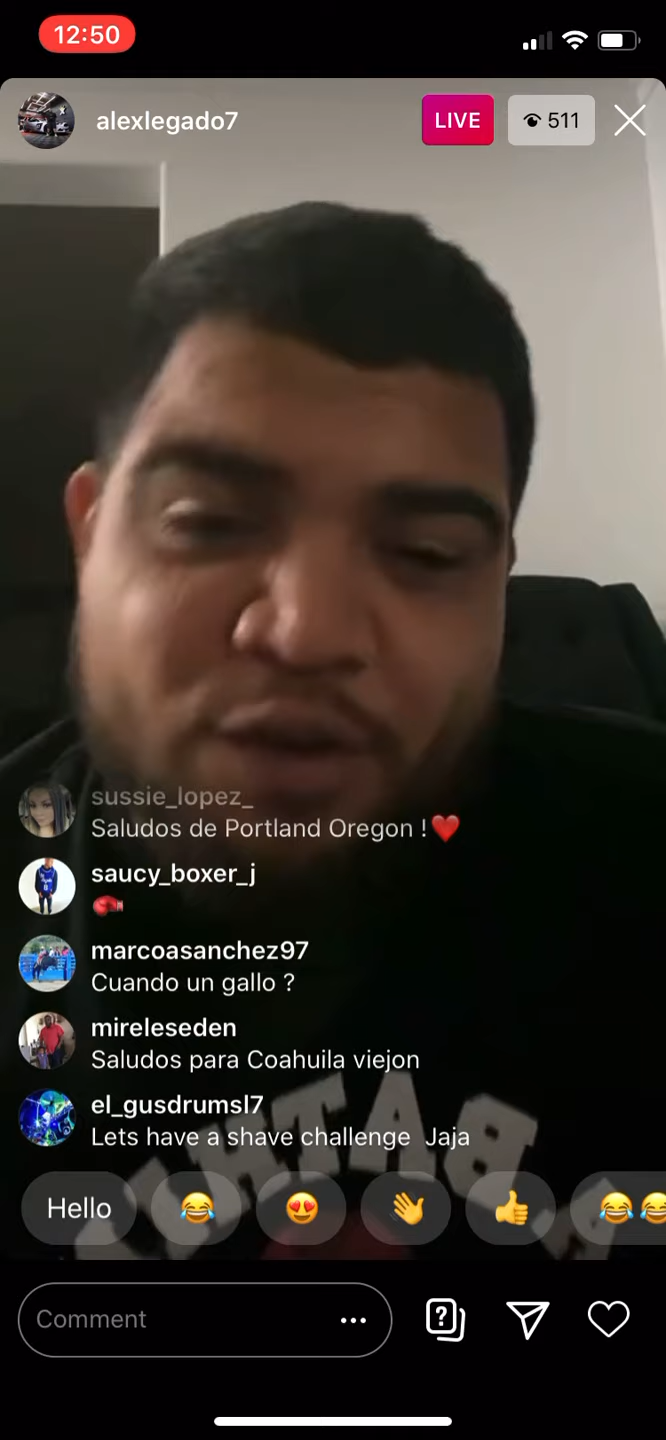 12:50
alexlegado7
LIVE
511
sussie_lopez_
Saludos de Portland Oregon !❤️
saucy_boxer_j
🥊
marcoasanchez97
Cuando un gallo ?
mireleseden
Saludos para Coahuila viejon
el_gusdrumsl7
Lets have a shave challenge Jaja
Hello 😂 😍 👋 👍 😂😂
Comment